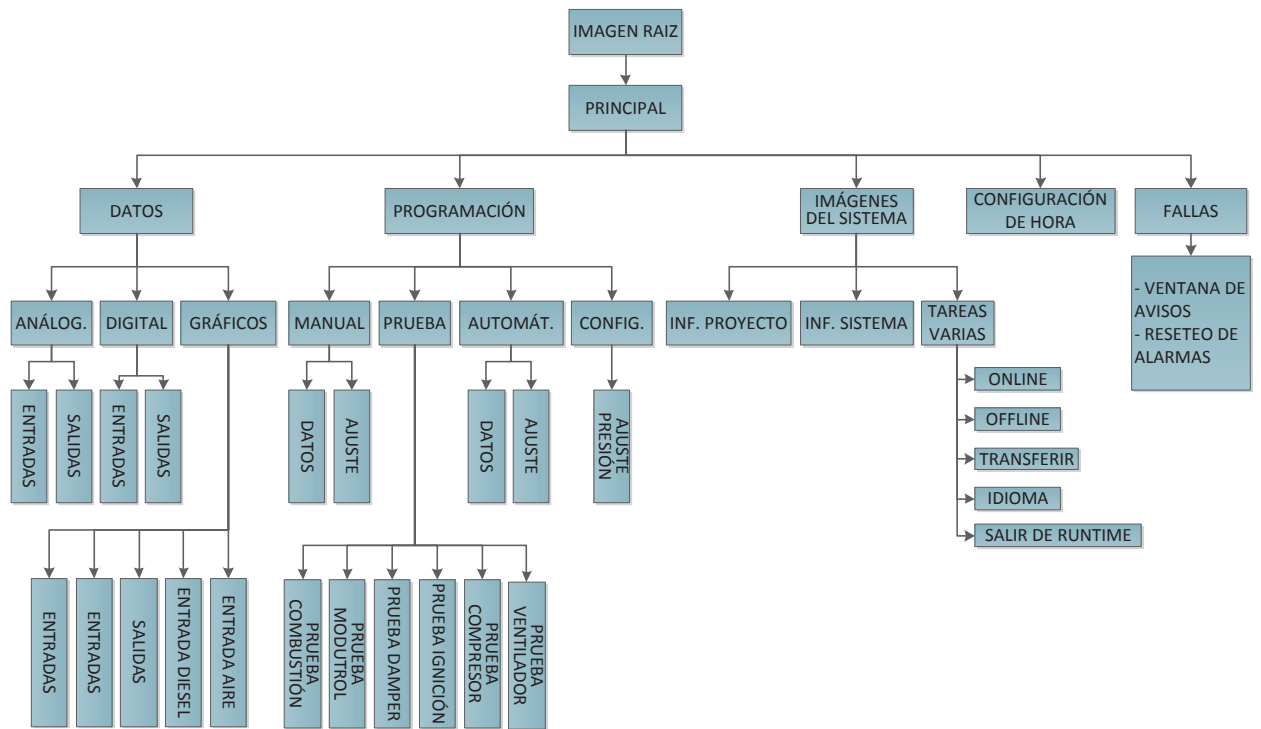 IMAGEN RAIZ
PRINCIPAL
DATOS
PROGRAMACIÓN
IMÁGENES
DEL SISTEMA
CONFIGURACIÓN
DE HORA
FALLAS
ANÁLOG.
DIGITAL
GRÁFICOS
MANUAL
PRUEBA
AUTOMÁT.
CONFIG.
INF. PROYECTO
INF. SISTEMA
TAREAS
VARIAS
- VENTANA DE
AVISOS
- RESETEO DE
ALARMAS
ENTRADAS
SALIDAS
ENTRADAS
SALIDAS
DATOS
AJUSTE
DATOS
AJUSTE
AJUSTE
PRESIÓN
ONLINE
OFFLINE
TRANSFERIR
IDIOMA
SALIR DE RUNTIME
ENTRADAS
ENTRADAS
SALIDAS
ENTRADA DIESEL
ENTRADA AIRE
PRUEBA
COMBUSTIÓN
PRUEBA
MODUTROL
PRUEBA DAMPER
PRUEBA IGNICIÓN
PRUEBA
COMPRESOR
PRUEBA
VENTILADOR